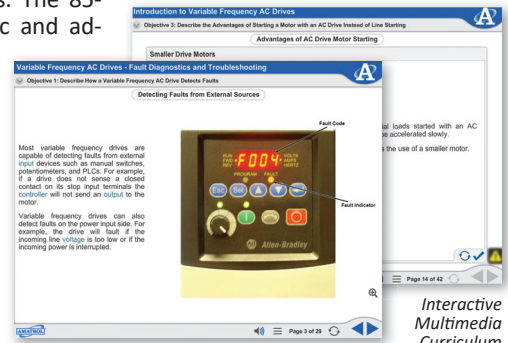 s. The 85-
c and ad-
Introduction to Variable Frequency AC Drives
Objective 3: Describe the Advantages of Starting a Motor with an AC Drive Instead of Line Starting
Advantages of AC Drive Motor Starting
Smaller Drive Motors
ial loads started with an AC
be accelerated slowly.
s the use of a smaller motor.
Page 14 of 42
Variable Frequency AC Drives - Fault Diagnostics and Troubleshooting
Objective 1: Describe How a Variable Frequency AC Drive Detects Faults
Detecting Faults from External Sources
Most variable frequency drives are
capable of detecting faults from external
input devices such as manual switches,
potentiometers, and PLCs. For example,
if a drive does not sense a closed
contact on its stop input terminals the
controller will not send an output to the
motor.
Variable frequency drives can also
detect faults on the power input side. For
example, the drive will fault if the
incoming line voltage is too low or if the
incoming power is interrupted.
Fault Code
RUN
FWD
REV
F004
VOLTS
AMPS
HERTZ
PROGRAM FAULT
Esc
Sel
Fault Indicator
Allen-Bradley
AMATROL
Page 3 of 29
Interactive
Multimedia
Curriculum